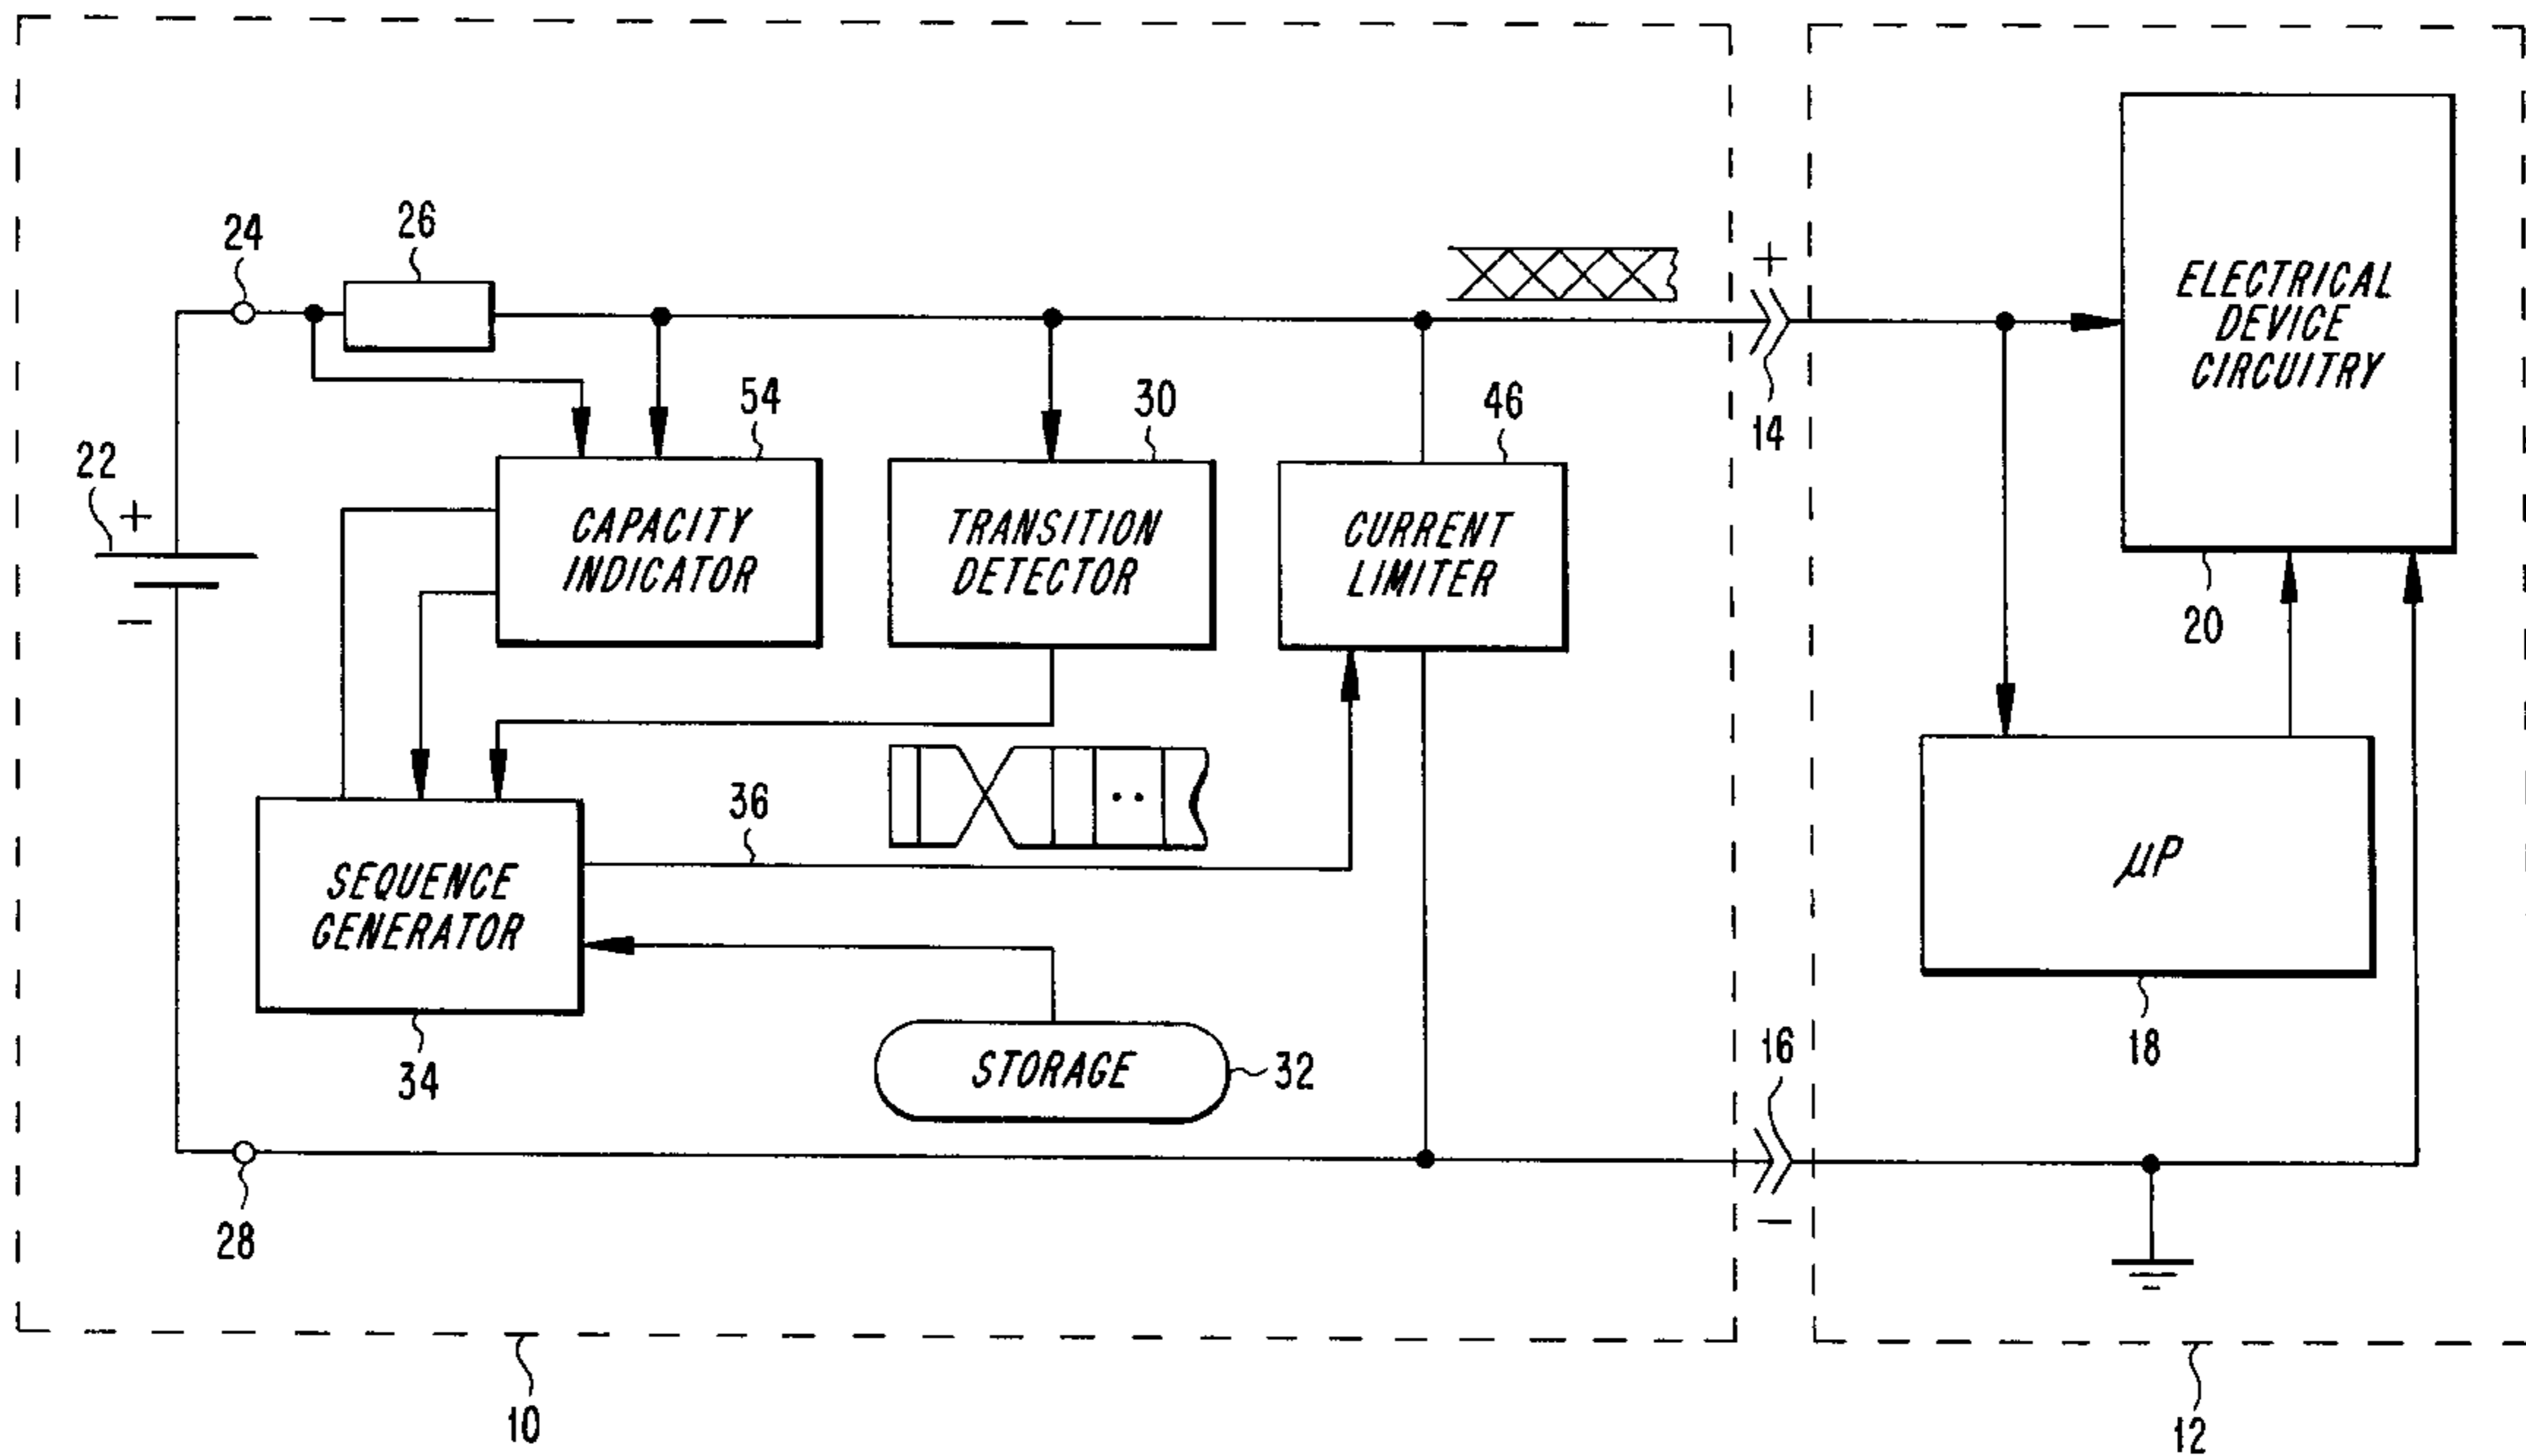 24
26
+
ELECTRICAL
DEVICE
CIRCUITRY
54
30
46
14
22
+
−
CAPACITY
INDICATOR
TRANSITION
DETECTOR
CURRENT
LIMITER
20
36
SEQUENCE
GENERATOR
µP
34
STORAGE
32
16
18
28
−
10
12